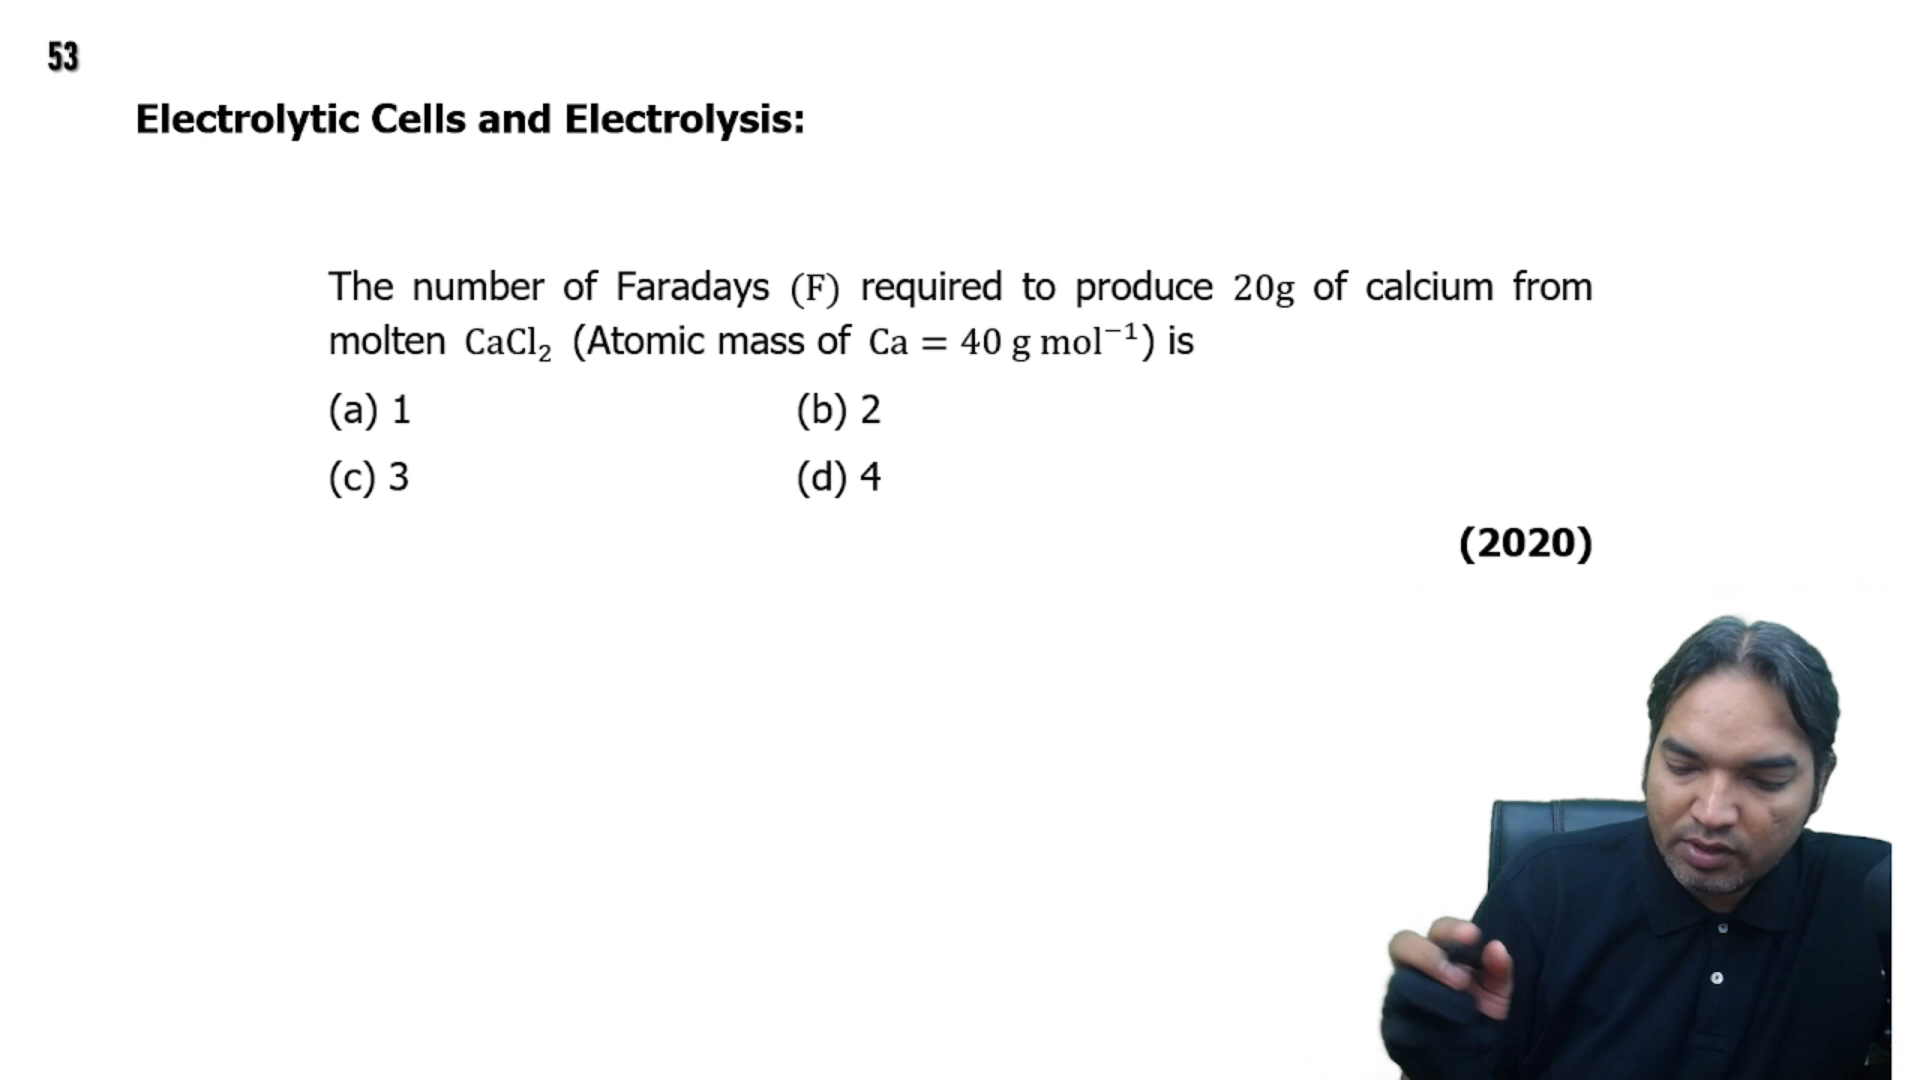 53
Electrolytic Cells and Electrolysis:
The number of Faradays (F) required to produce 20g of calcium from
molten CaCl₂ (Atomic mass of Ca = 40 g mol⁻¹) is
(a) 1 (b) 2
(c) 3 (d) 4
(2020)